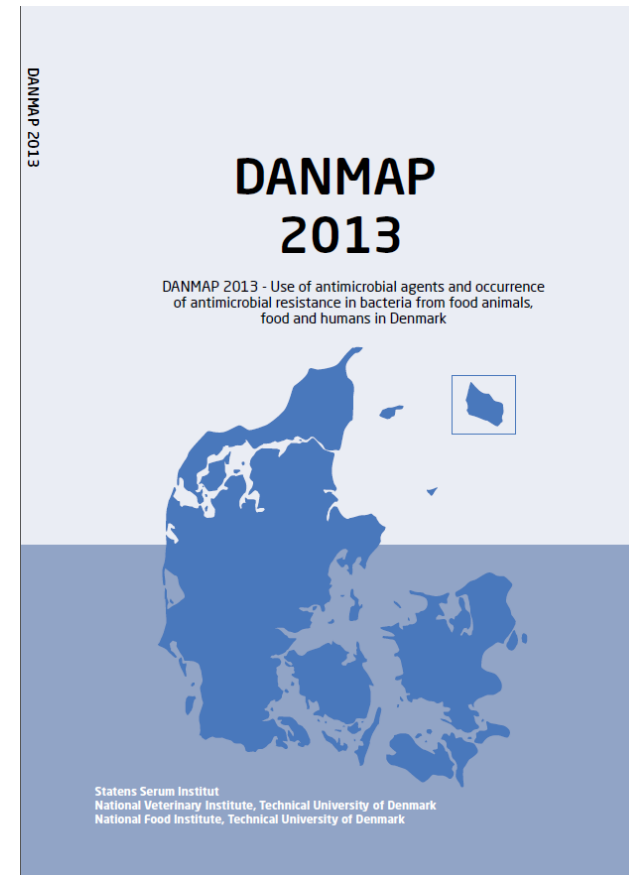 DANMAP 2013
DANMAP
2013
DANMAP 2013 - Use of antimicrobial agents and occurrence
of antimicrobial resistance in bacteria from food animals,
food and humans in Denmark
Statens Serum Institut
National Veterinary Institute, Technical University of Denmark
National Food Institute, Technical University of Denmark